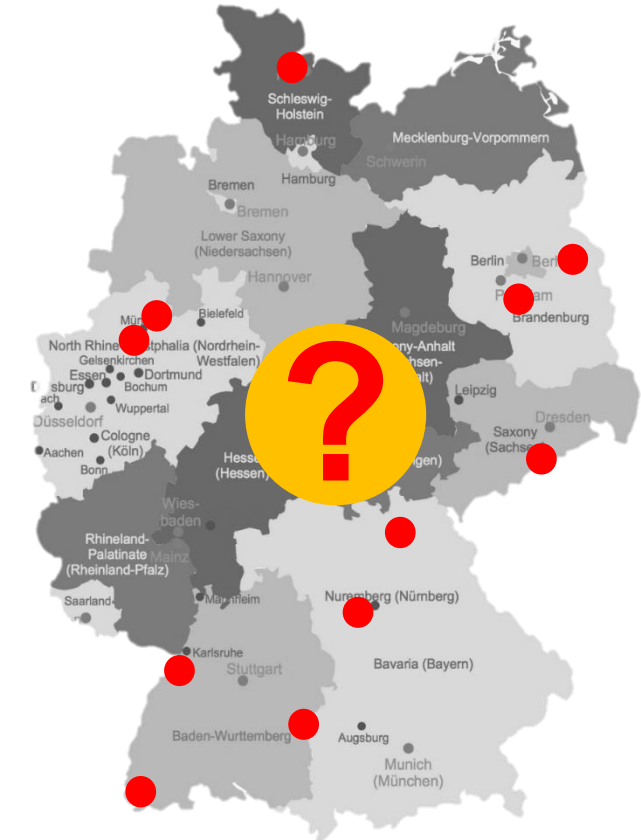 Schleswig-
Holstein
Mecklenburg-Vorpommern
Hamburg
Schwerin
Hamburg
Bremen
Bremen
Lower Saxony
(Niedersachsen)
Berlin
Hannover
Brandenburg
Bielefeld
Magdeburg
North Rhine
(Nordrhein-
Westfalen)
Gelsenkirchen
Essen
Dortmund
Bochum
Leipzig
Wuppertal
Düsseldorf
Dresden
Saxony
Cologne
(Köln)
Aachen
Bonn
(Hessen)
?
Wies-
baden
Rhineland-
Palatinate
(Rheinland-Pfalz)
Mainz
Saarland
Mannheim
Nuremberg (Nürnberg)
Karlsruhe
Stuttgart
Bavaria (Bayern)
Baden-Wurttemberg
Augsburg
Munich
(München)